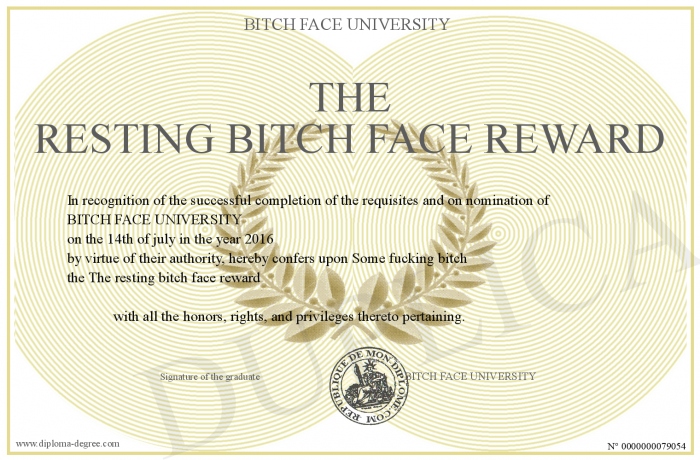 BITCH FACE UNIVERSITY
THE
RESTING BITCH FACE REWARD
In recognition of the successful completion of the requisites and on nomination of
BITCH FACE UNIVERSITY
on the 14th of july in the year 2016
by virtue of their authority, hereby confers upon Some fucking bitch
the The resting bitch face reward
with all the honors, rights, and privileges thereto pertaining.
Signature of the graduate
BITCH FACE UNIVERSITY
REPUBLIQUE DE MON-DIPLOME.COM
DUPLICATA
www.diploma-degree.com
N° 0000000079054